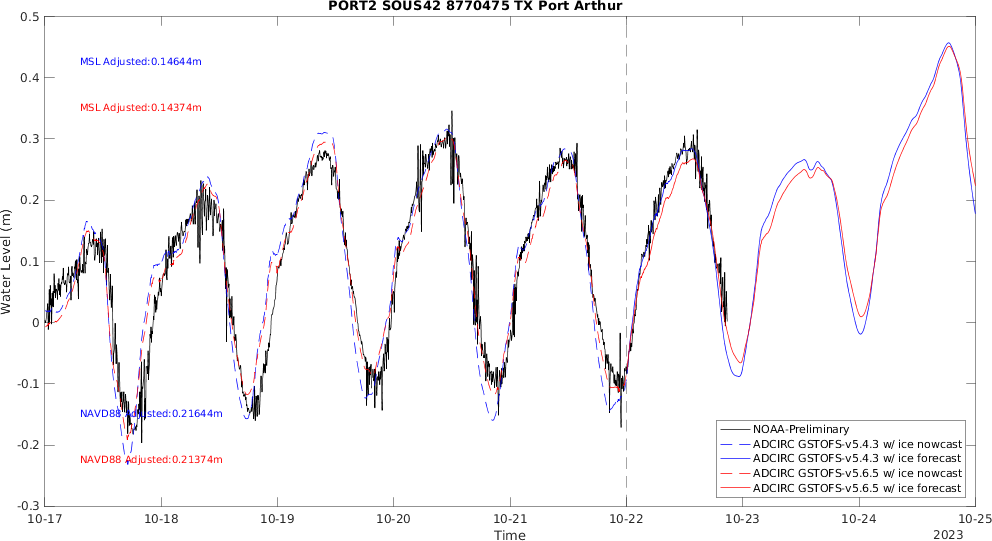 PORT2 SOUS42 8770475 TX Port Arthur
0.5
0.4
0.3
0.2
0.1
0
-0.1
-0.2
-0.3
Water Level (m)
MSL Adjusted:0.14644m
MSL Adjusted:0.14374m
NAVD88 Adjusted:0.21644m
NAVD88 Adjusted:0.21374m
NOAA-Preliminary
ADCIRC GSTOFS-v5.4.3 w/ ice nowcast
ADCIRC GSTOFS-v5.4.3 w/ ice forecast
ADCIRC GSTOFS-v5.6.5 w/ ice nowcast
ADCIRC GSTOFS-v5.6.5 w/ ice forecast
10-17 10-18 10-19 10-20 10-21 10-22 10-23 10-24 10-25
Time
2023